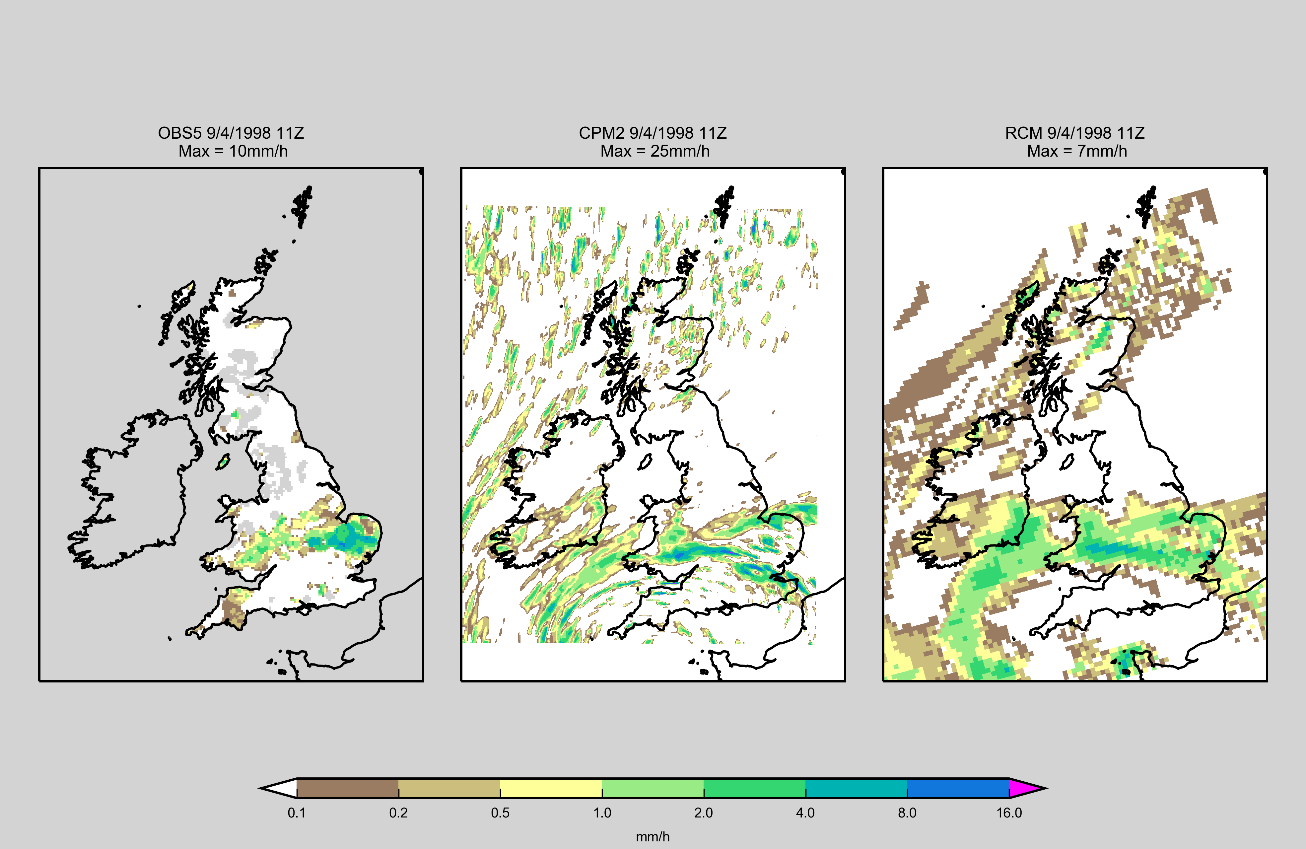 OBS5 9/4/1998 11Z
Max = 10mm/h
CPM2 9/4/1998 11Z
Max = 25mm/h
RCM 9/4/1998 11Z
Max = 7mm/h
0.1 0.2 0.5 1.0 2.0 4.0 8.0 16.0
mm/h